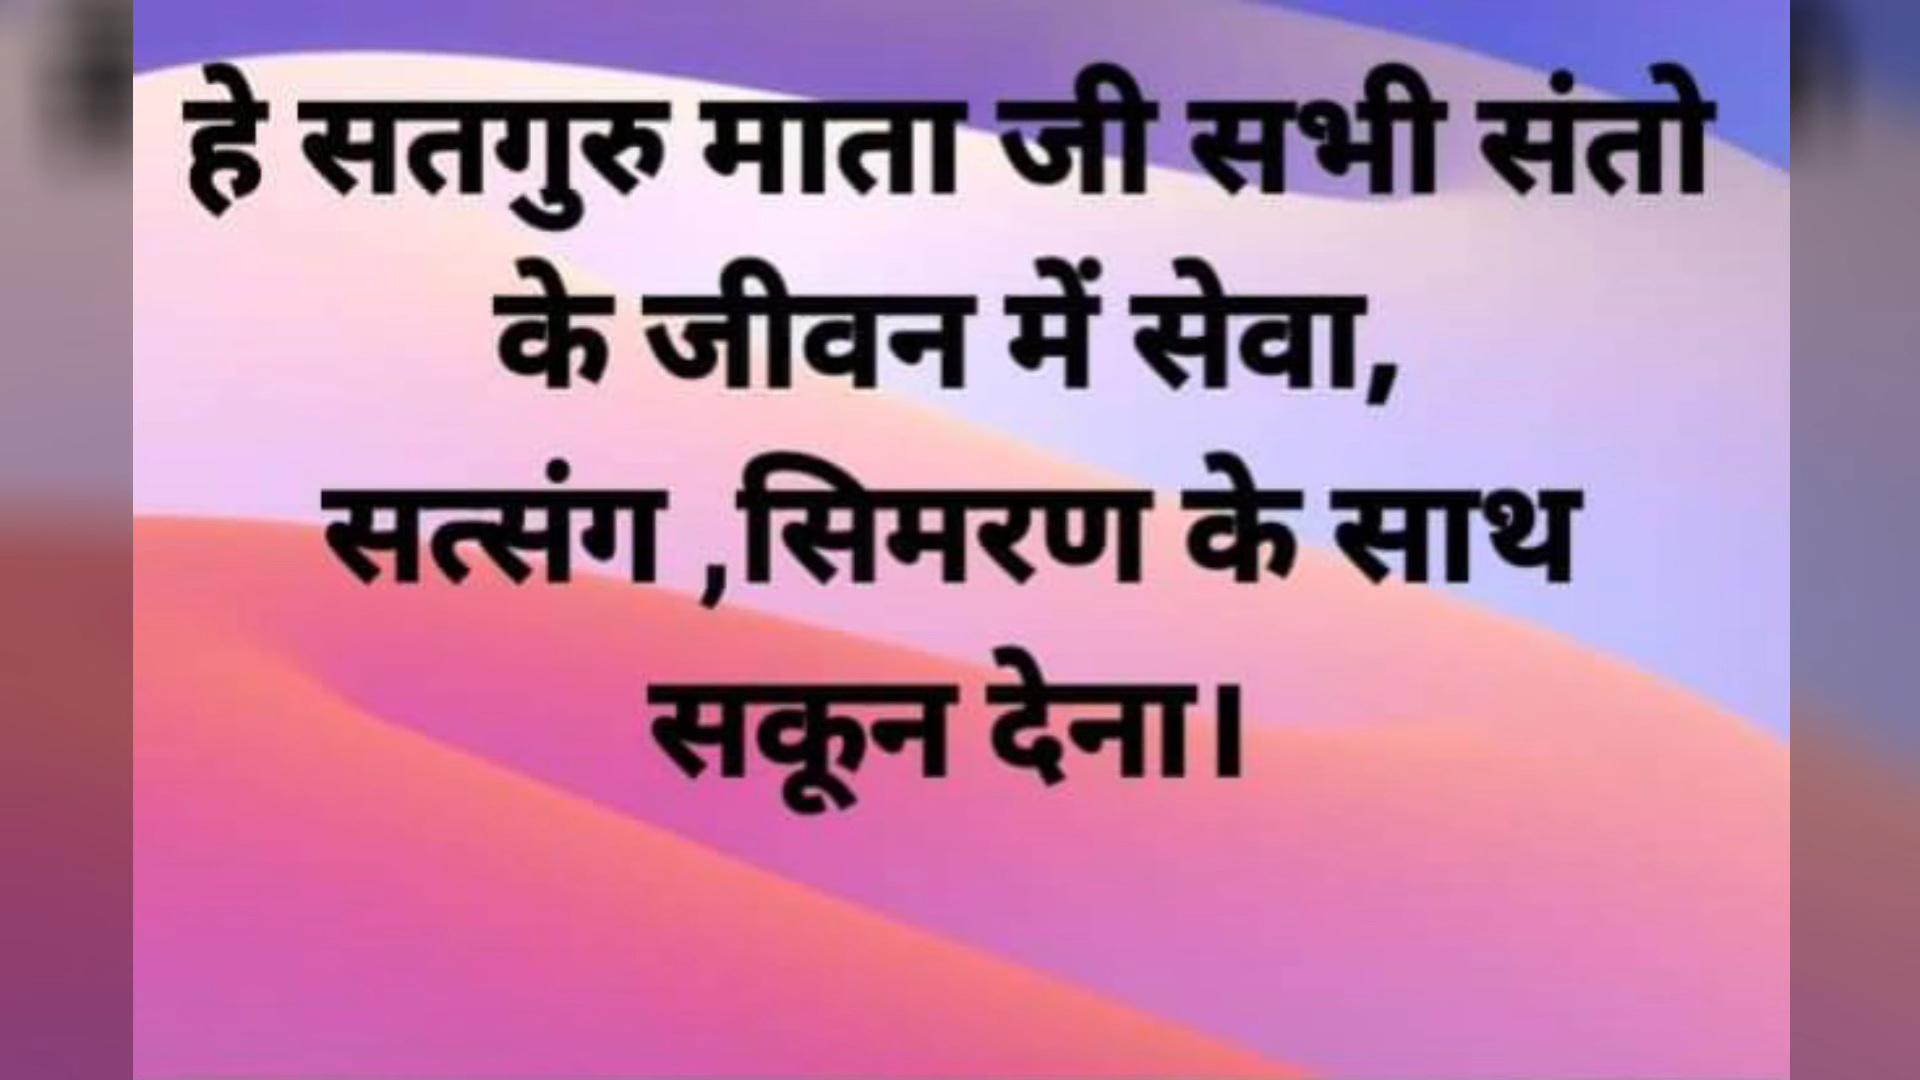 हे सतगुरु माता जी सभी संतो
के जीवन में सेवा,
सत्संग ,सिमरण के साथ
सकून देना।